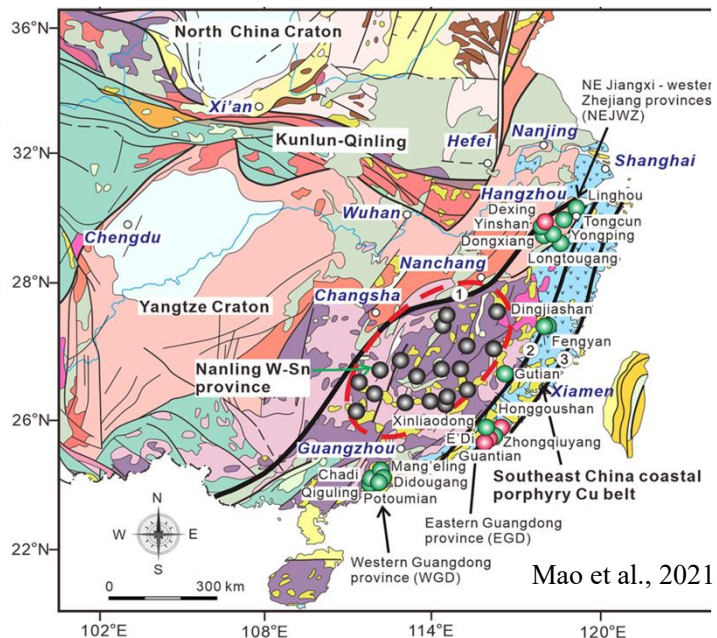 36°N
North China Craton
NE Jiangxi - wester
Zhejiang provinces
(NEJWZ)
Xi'an
Kunlun-Qinling
Hefei
Nanjing
32°N
Shanghai
Hangzhou
Linghou
Dexing
Wuhan
Yinshan
Tongcun
Chengdu
Dongxiang
Yongping
Longtougang
28°N
Nanchang
Changsha
1
Dingjiashan
Yangtze Craton
2
Fengyan
3
Nanling W-Sn
province
Gutian
Xiamen
26°N
Xinliaodong
Honggoushan
Guangzhou
E'Di
Zhongqiuyang
Guantian
Chadi
Mang'eling
Qiguling
Didougang
Potoumian
Southeast China coastal
porphyry Cu belt
N
W
E
S
Eastern Guangdong
province (EGD)
22°N
Western Guangdong
province (WGD)
Mao et al., 2021
0
300 km
102°E
108°E
114°E
120°E